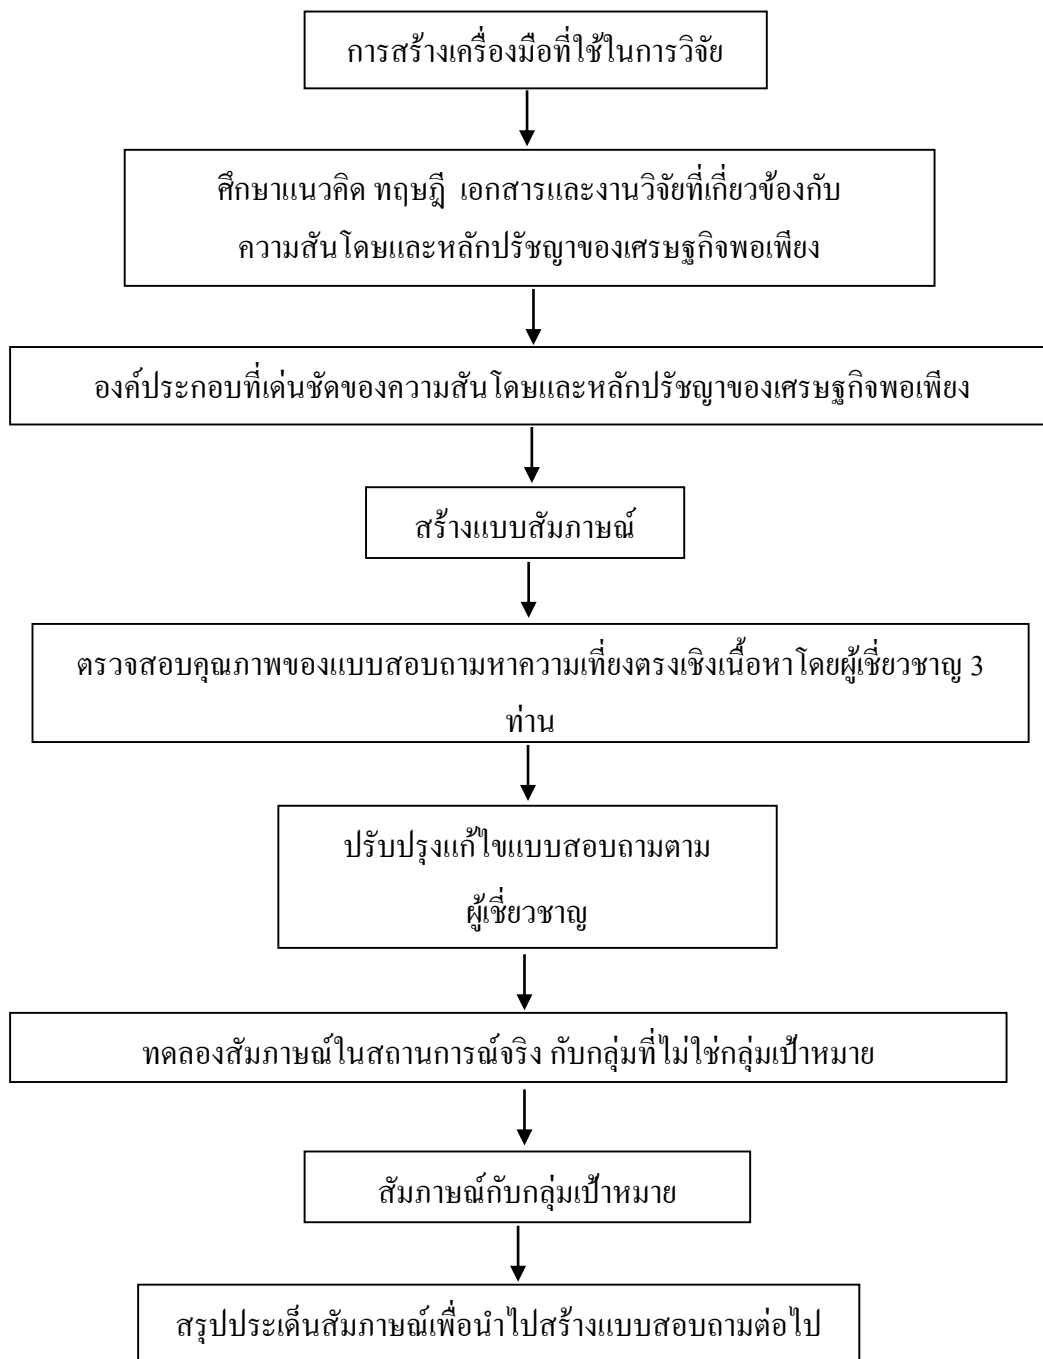 การสร้างเครื่องมือที่ใช้ในการวิจัย
ศึกษาแนวคิด ทฤษฎี เอกสารและงานวิจัยที่เกี่ยวข้องกับ
ความสันโดษและหลักปรัชญาของเศรษฐกิจพอเพียง
องค์ประกอบที่เด่นชัดของความสันโดษและหลักปรัชญาของเศรษฐกิจพอเพียง
สร้างแบบสัมภาษณ์
ตรวจสอบคุณภาพของแบบสอบถามหาความเที่ยงตรงเชิงเนื้อหาโดยผู้เชี่ยวชาญ 3
ท่าน
ปรับปรุงแก้ไขแบบสอบถามตาม
ผู้เชี่ยวชาญ
ทดลองสัมภาษณ์ในสถานการณ์จริง กับกลุ่มที่ไม่ใช่กลุ่มเป้าหมาย
สัมภาษณ์กับกลุ่มเป้าหมาย
สรุปประเด็นสัมภาษณ์เพื่อนำไปสร้างแบบสอบถามต่อไป